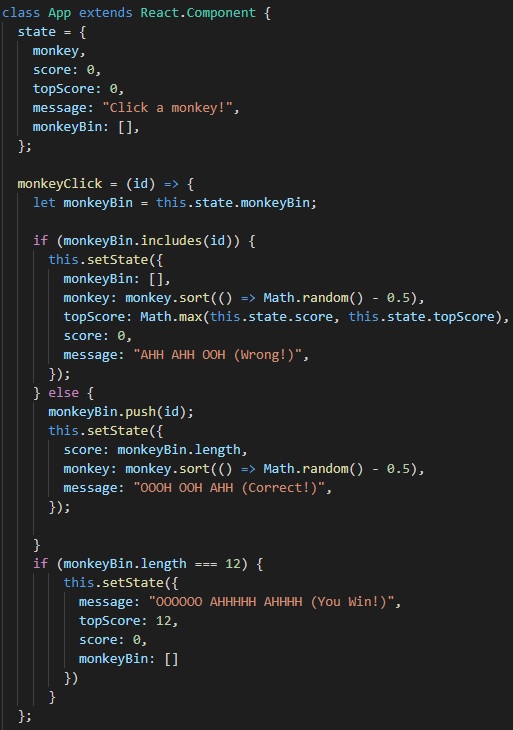 class App extends React.Component {
  state = {
    monkey,
    score: 0,
    topScore: 0,
    message: "Click a monkey!",
    monkeyBin: [],
  };

  monkeyClick = (id) => {
    let monkeyBin = this.state.monkeyBin;

    if (monkeyBin.includes(id)) {
      this.setState({
        monkeyBin: [],
        monkey: monkey.sort(() => Math.random() - 0.5),
        topScore: Math.max(this.state.score, this.state.topScore),
        score: 0,
        message: "AHH AHH OOH (Wrong!)",
      });
    } else {
      monkeyBin.push(id);
      this.setState({
        score: monkeyBin.length,
        monkey: monkey.sort(() => Math.random() - 0.5),
        message: "OOOH OOH AHH (Correct!)",
      });

    }
    if (monkeyBin.length === 12) {
        this.setState({
          message: "OOOOOO AHHHHH AHHHH (You Win!)",
          topScore: 12,
          score: 0,
          monkeyBin: []
        })
      }
  };